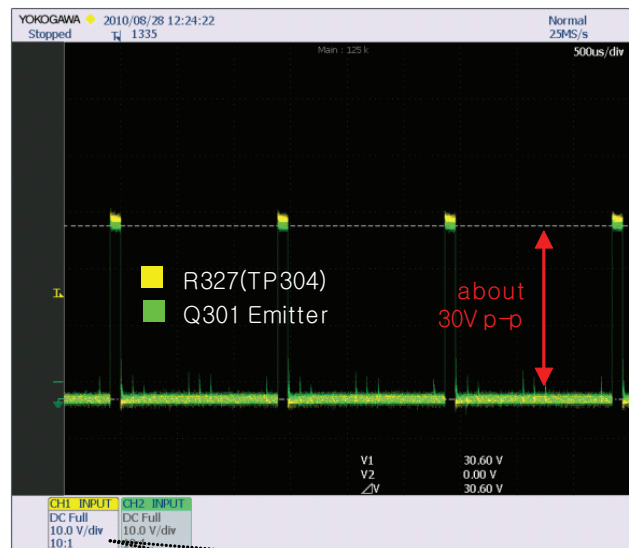 YOKOGAWA 2010/08/28 12:24:22 Normal
Stopped 1335 25MS/s
Main : 125 k 500us/div
R327(TP304)
Q301 Emitter
about
30V p-p
V1 30.60 V
V2 0.00 V
⊿V 30.60 V
CH1 INPUT CH2 INPUT
DC Full DC Full
10.0 V/div 10.0 V/div
10:1